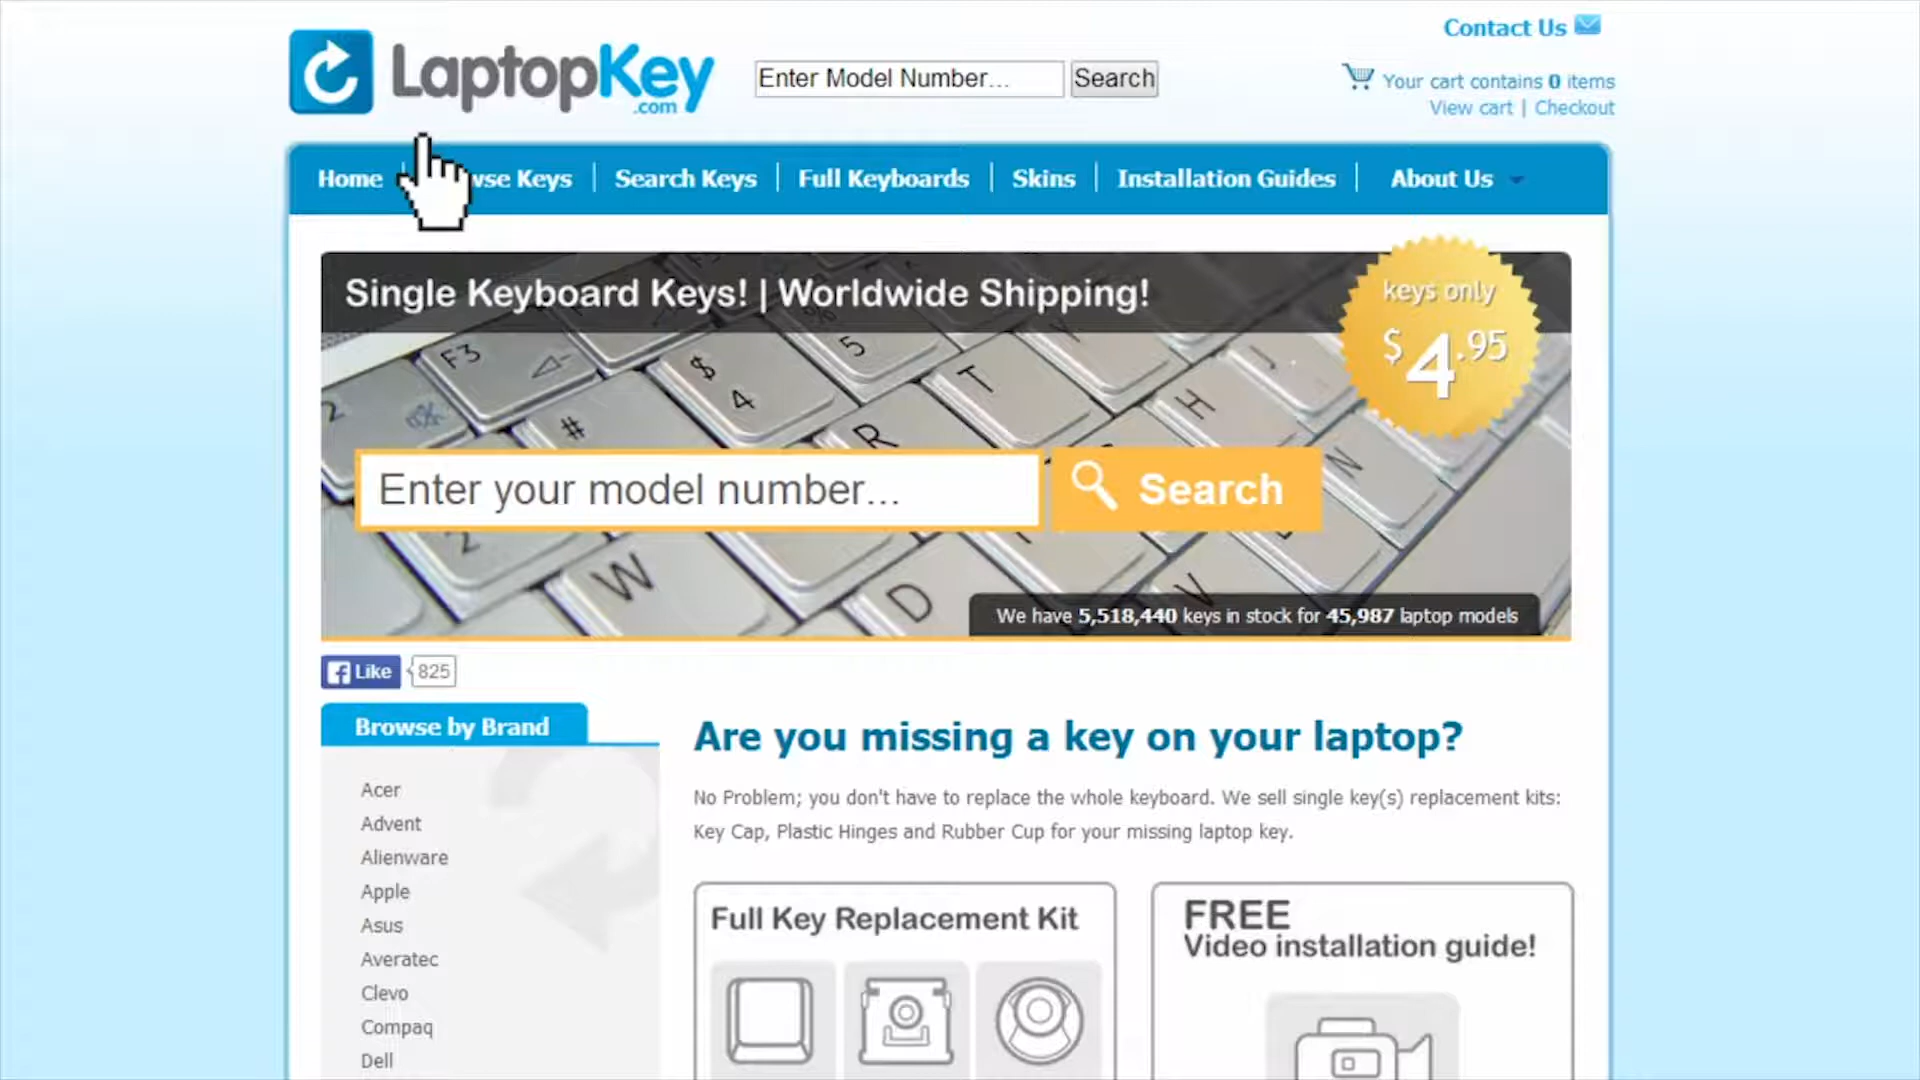 Contact Us
LaptopKey
.com
Enter Model Number...
Search
Your cart contains 0 items
View cart | Checkout
Home
wse Keys
Search Keys
Full Keyboards
Skins
Installation Guides
About Us
Single Keyboard Keys! | Worldwide Shipping!
keys only
$4.95
F3
$
4
5
T
#
R
H
N
2
W
D
V
Enter your model number...
Search
We have 5,518,440 keys in stock for 45,987 laptop models
Like
825
Browse by Brand
Acer
Advent
Alienware
Apple
Asus
Averatec
Clevo
Compaq
Dell
Are you missing a key on your laptop?
No Problem; you don't have to replace the whole keyboard. We sell single key(s) replacement kits:
Key Cap, Plastic Hinges and Rubber Cup for your missing laptop key.
Full Key Replacement Kit
FREE
Video installation guide!